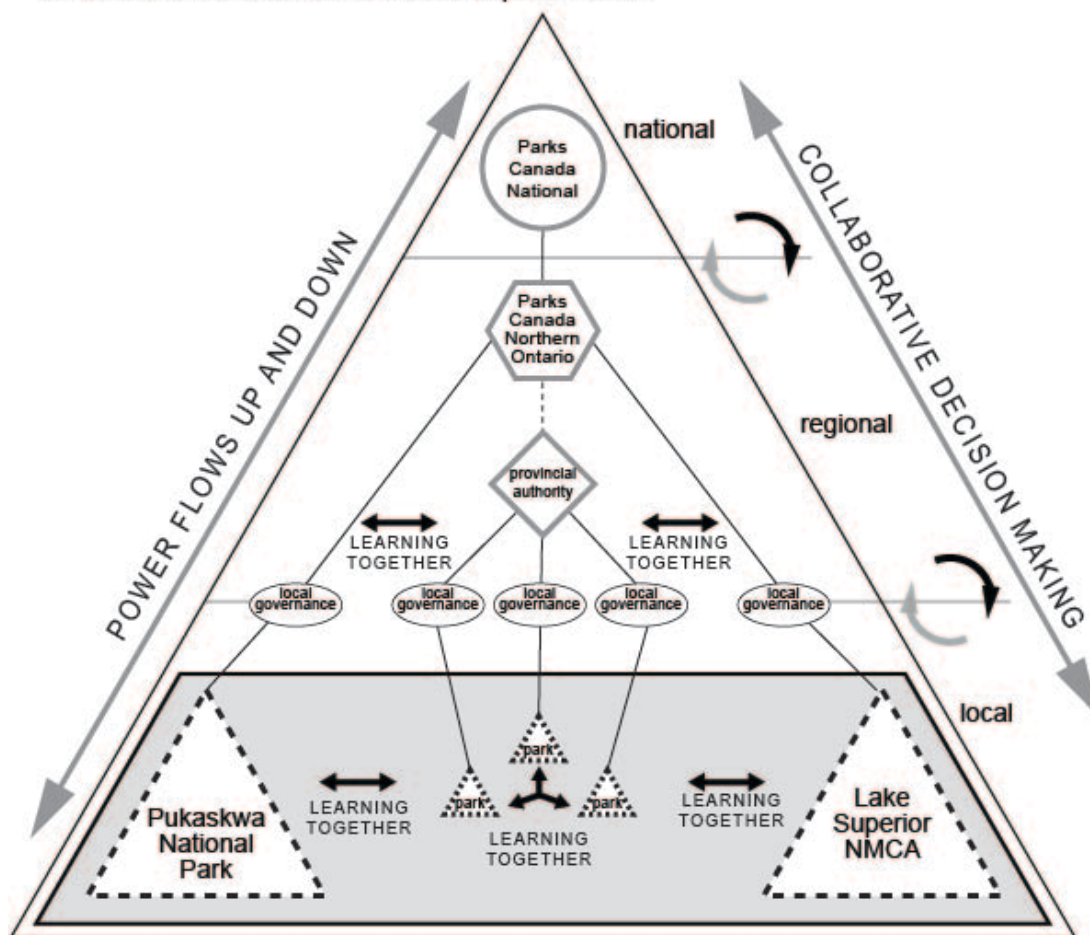 Parks
Canada
National
national
POWER FLOWS UP AND DOWN
COLLABORATIVE DECISION MAKING
Parks
Canada
Northern
Ontario
regional
provincial
authority
LEARNING
TOGETHER
LEARNING
TOGETHER
local
governance
local
governance
local
governance
local
governance
local
governance
local
park
park
park
LEARNING
TOGETHER
LEARNING
TOGETHER
LEARNING
TOGETHER
Pukaskwa
National
Park
Lake
Superior
NMCA